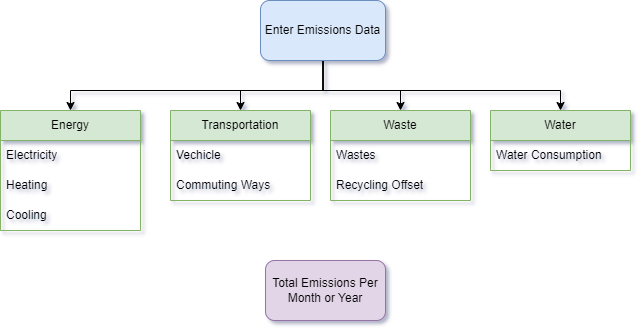 Enter Emissions Data
Energy
Electricity
Heating
Cooling
Transportation
Vechicle
Commuting Ways
Waste
Wastes
Recycling Offset
Water
Water Consumption
Total Emissions Per
Month or Year